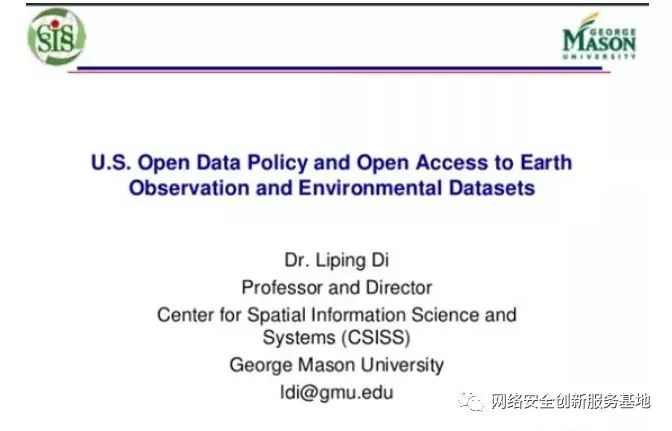 CSISS
GEORGE
MASON
UNIVERSITY
U.S. Open Data Policy and Open Access to Earth
Observation and Environmental Datasets
Dr. Liping Di
Professor and Director
Center for Spatial Information Science and
Systems (CSISS)
George Mason University
ldi@gmu.edu
网络安全创新服务基地